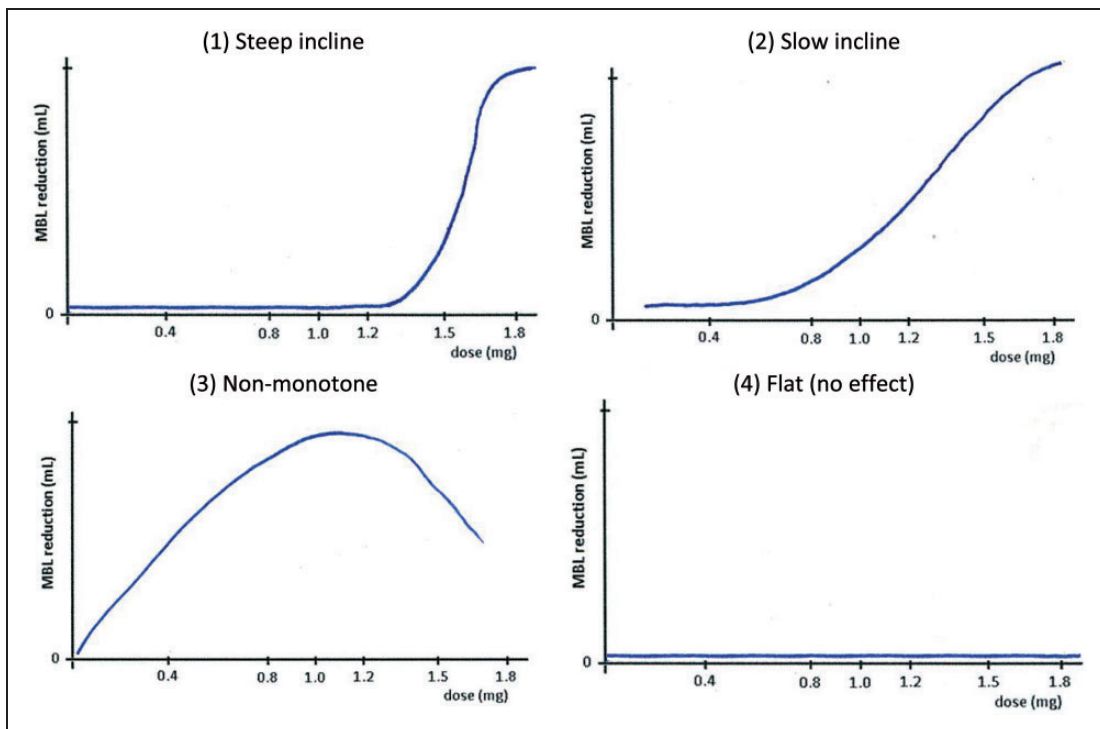 (1) Steep incline
MBL reduction (mL)
0
0.4 0.8 1.0 1.2 1.5 1.8
dose (mg)
(2) Slow incline
MBL reduction (mL)
0
0.4 0.8 1.0 1.2 1.5 1.8
dose (mg)
(3) Non-monotone
MBL reduction (mL)
0
0.4 0.8 1.0 1.2 1.5 1.8
dose (mg)
(4) Flat (no effect)
MBL reduction (mL)
0
0.4 0.8 1.0 1.2 1.5 1.8
dose (mg)